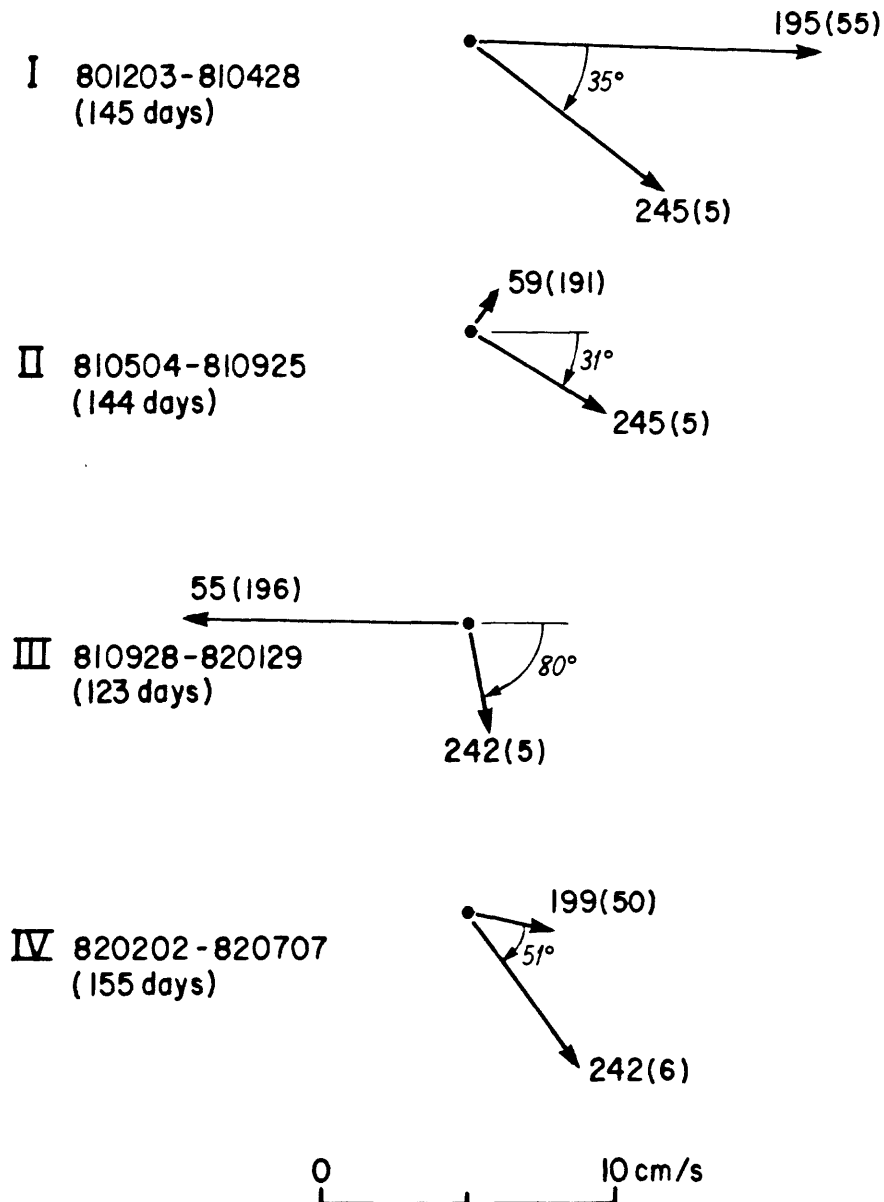 195(55)
I 801203-810428
(145 days)
35°
245(5)
59(191)
II 810504-810925
(144 days)
31°
245(5)
55(196)
III 810928-820129
(123 days)
80°
242(5)
199(50)
IV 820202-820707
(155 days)
51°
242(6)
0 10 cm/s